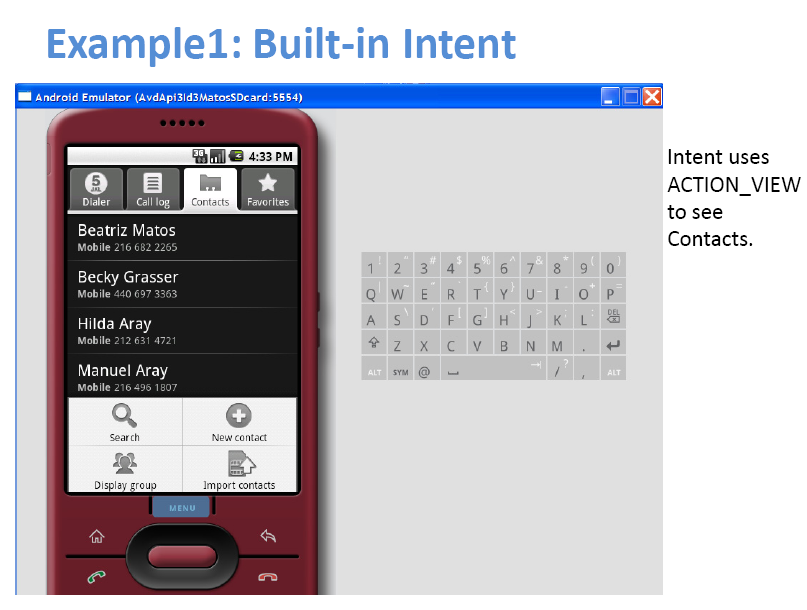 Example1: Built-in Intent
Android Emulator (AvdApi3Id3MatosSDcard:5554)
3G
4:33 PM
Dialer
Call log
Contacts
Favorites
Beatriz Matos
Mobile 216 682 2265
Becky Grasser
Mobile 440 697 3363
Hilda Aray
Mobile 212 631 4721
Manuel Aray
Mobile 216 496 1807
Search
New contact
Display group
Import contacts
MENU
Intent uses
ACTION_VIEW
to see
Contacts.
1 ! 2 " 3 # 4 $ 5 % 6 ^ 7 & 8 * 9 ( 0 )
Q | W ~ E " R ` T { Y } U _ I - O + P =
A S \ D ' F [ G ] H < J > K ; L : DEL
Z X C V B N M .
ALT SYM @ / ? , ALT